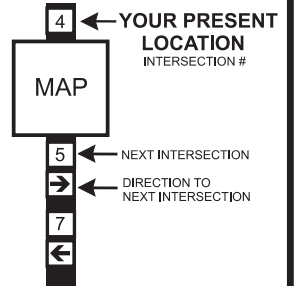 4 YOUR PRESENT
LOCATION
INTERSECTION #
MAP
5 NEXT INTERSECTION
DIRECTION TO
NEXT INTERSECTION
7